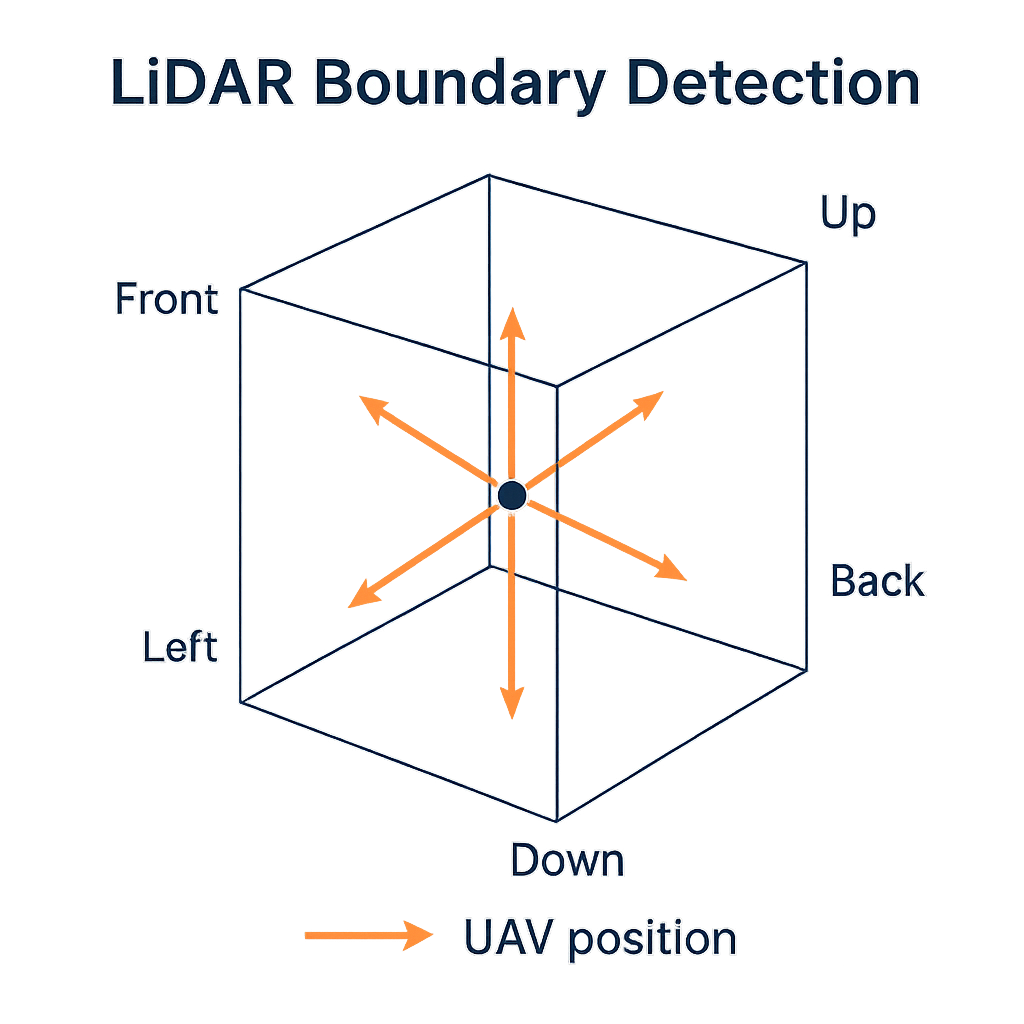 LiDAR Boundary Detection
Up
Front
Back
Left
Down
UAV position